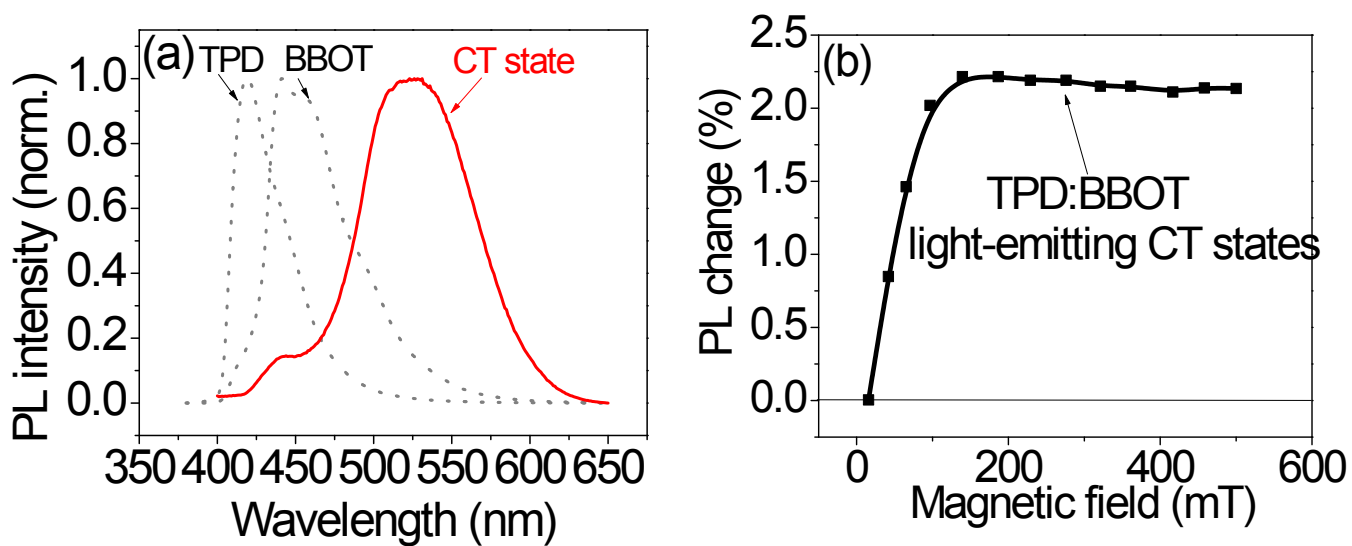 (a)
TPD
BBOT
CT state
1.0
0.8
0.6
0.4
0.2
0.0
PL intensity (norm.)
350 400 450 500 550 600 650
Wavelength (nm)
(b)
2.5
2.0
1.5
1.0
0.5
0.0
PL change (%)
TPD:BBOT
light-emitting CT states
0 200 400 600
Magnetic field (mT)